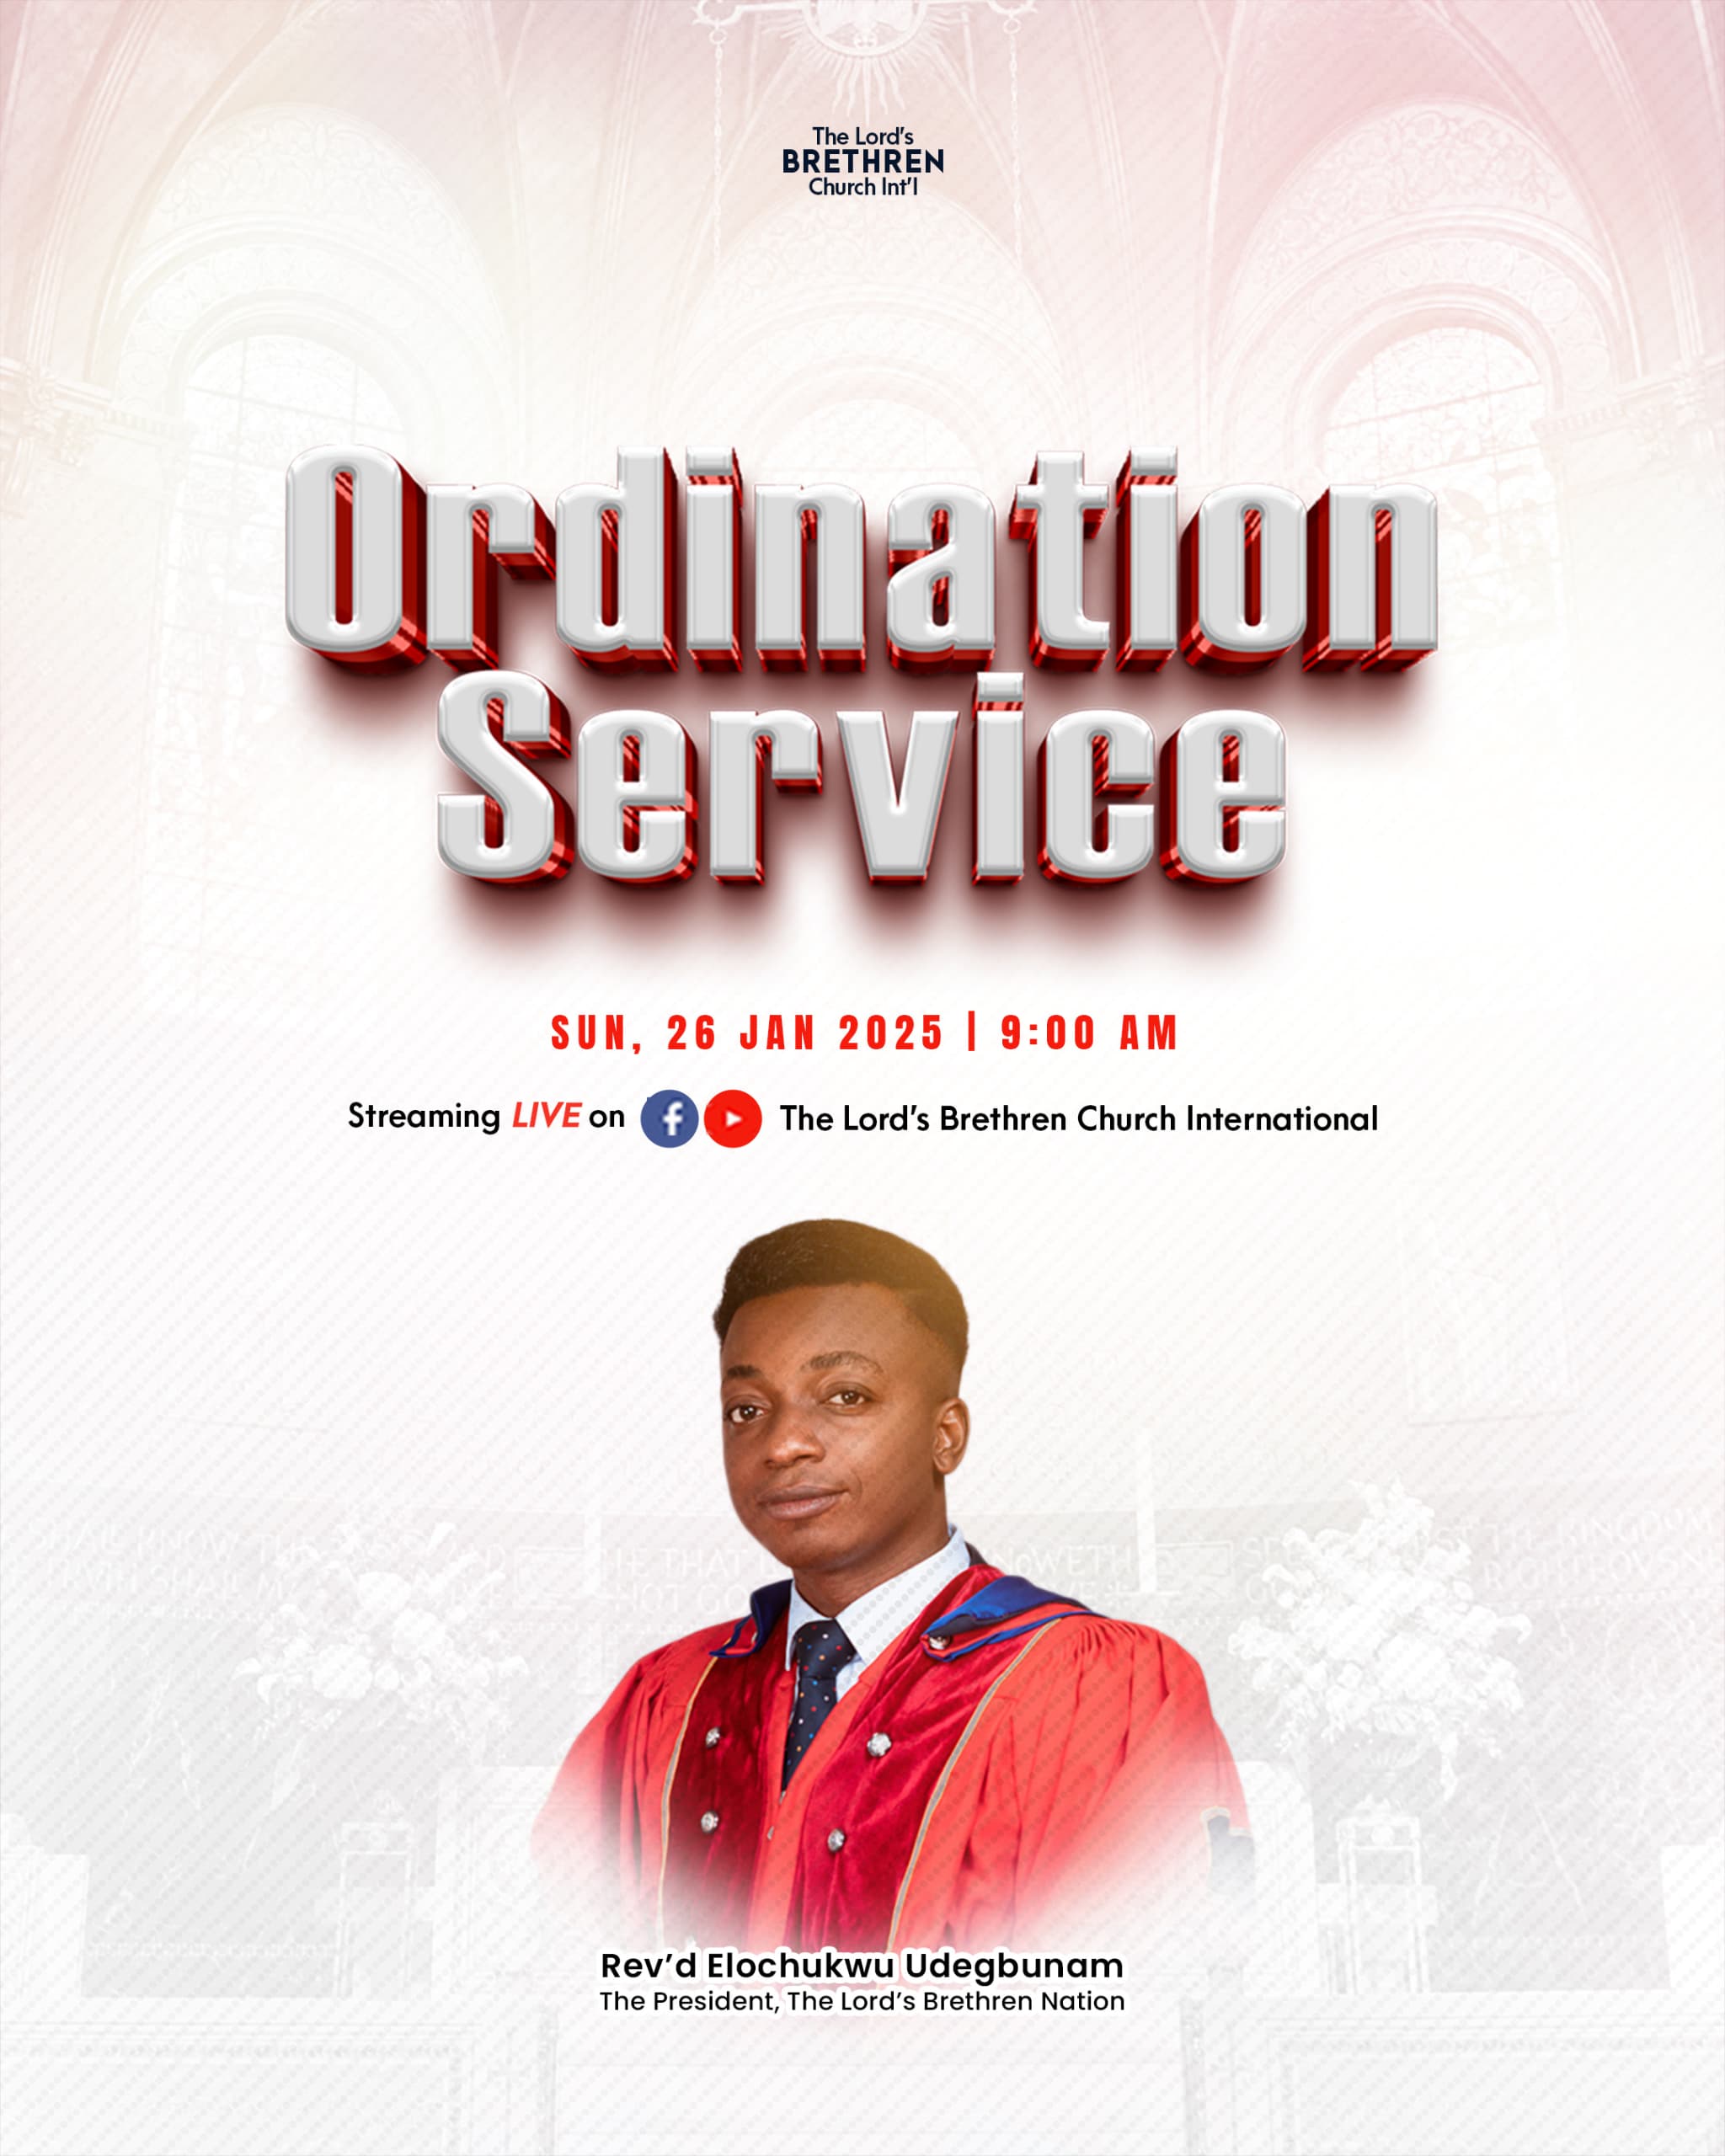 The Lord's
BRETHREN
Church Int'l
Ordination
Service
SUN, 26 JAN 2025 | 9:00 AM
Streaming LIVE on The Lord's Brethren Church International
Rev'd Elochukwu Udegbunam
The President, The Lord's Brethren Nation